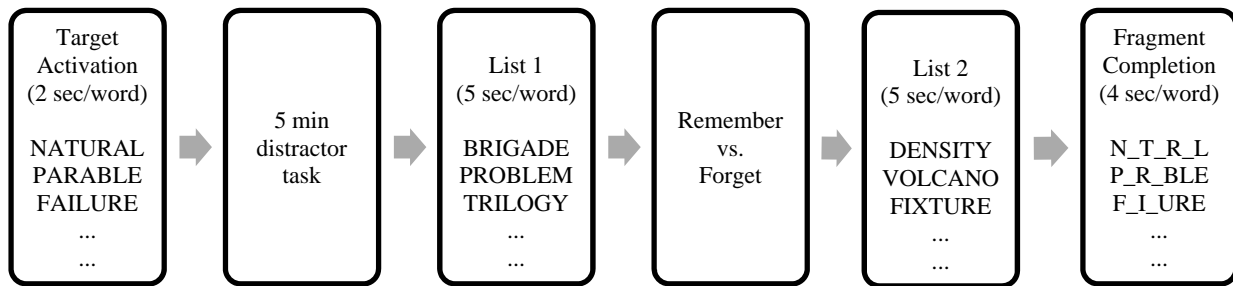 Target
Activation
(2 sec/word)
NATURAL
PARABLE
FAILURE
...
...
5 min
distractor
task
List 1
(5 sec/word)
BRIGADE
PROBLEM
TRILOGY
...
...
Remember
vs.
Forget
List 2
(5 sec/word)
DENSITY
VOLCANO
FIXTURE
...
...
Fragment
Completion
(4 sec/word)
N_T_R_L
P_R_BLE
F_I_URE
...
...